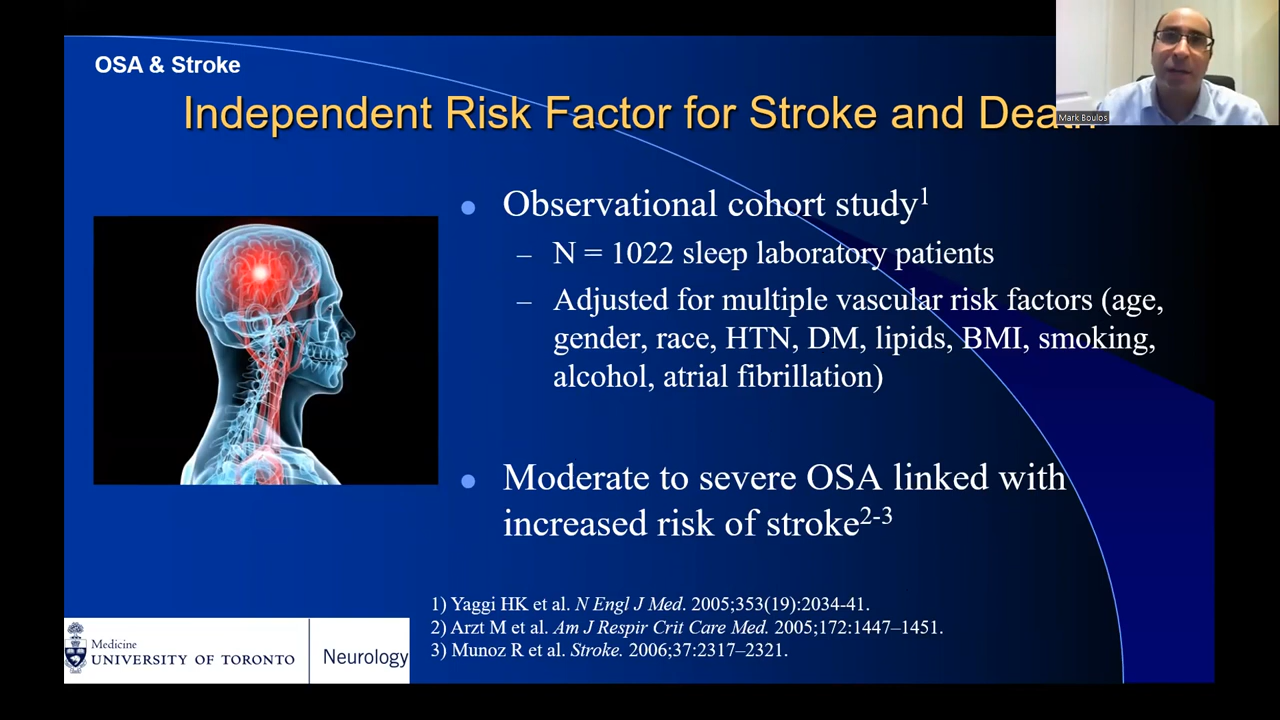 OSA & Stroke
Independent Risk Factor for Stroke and Death
Mark Boulos
• Observational cohort study1
– N = 1022 sleep laboratory patients
– Adjusted for multiple vascular risk factors (age,
gender, race, HTN, DM, lipids, BMI, smoking,
alcohol, atrial fibrillation)
• Moderate to severe OSA linked with
increased risk of stroke2-3
1) Yaggi HK et al. N Engl J Med. 2005;353(19):2034-41.
2) Arzt M et al. Am J Respir Crit Care Med. 2005;172:1447–1451.
3) Munoz R et al. Stroke. 2006;37:2317–2321.
Medicine
UNIVERSITY OF TORONTO
Neurology